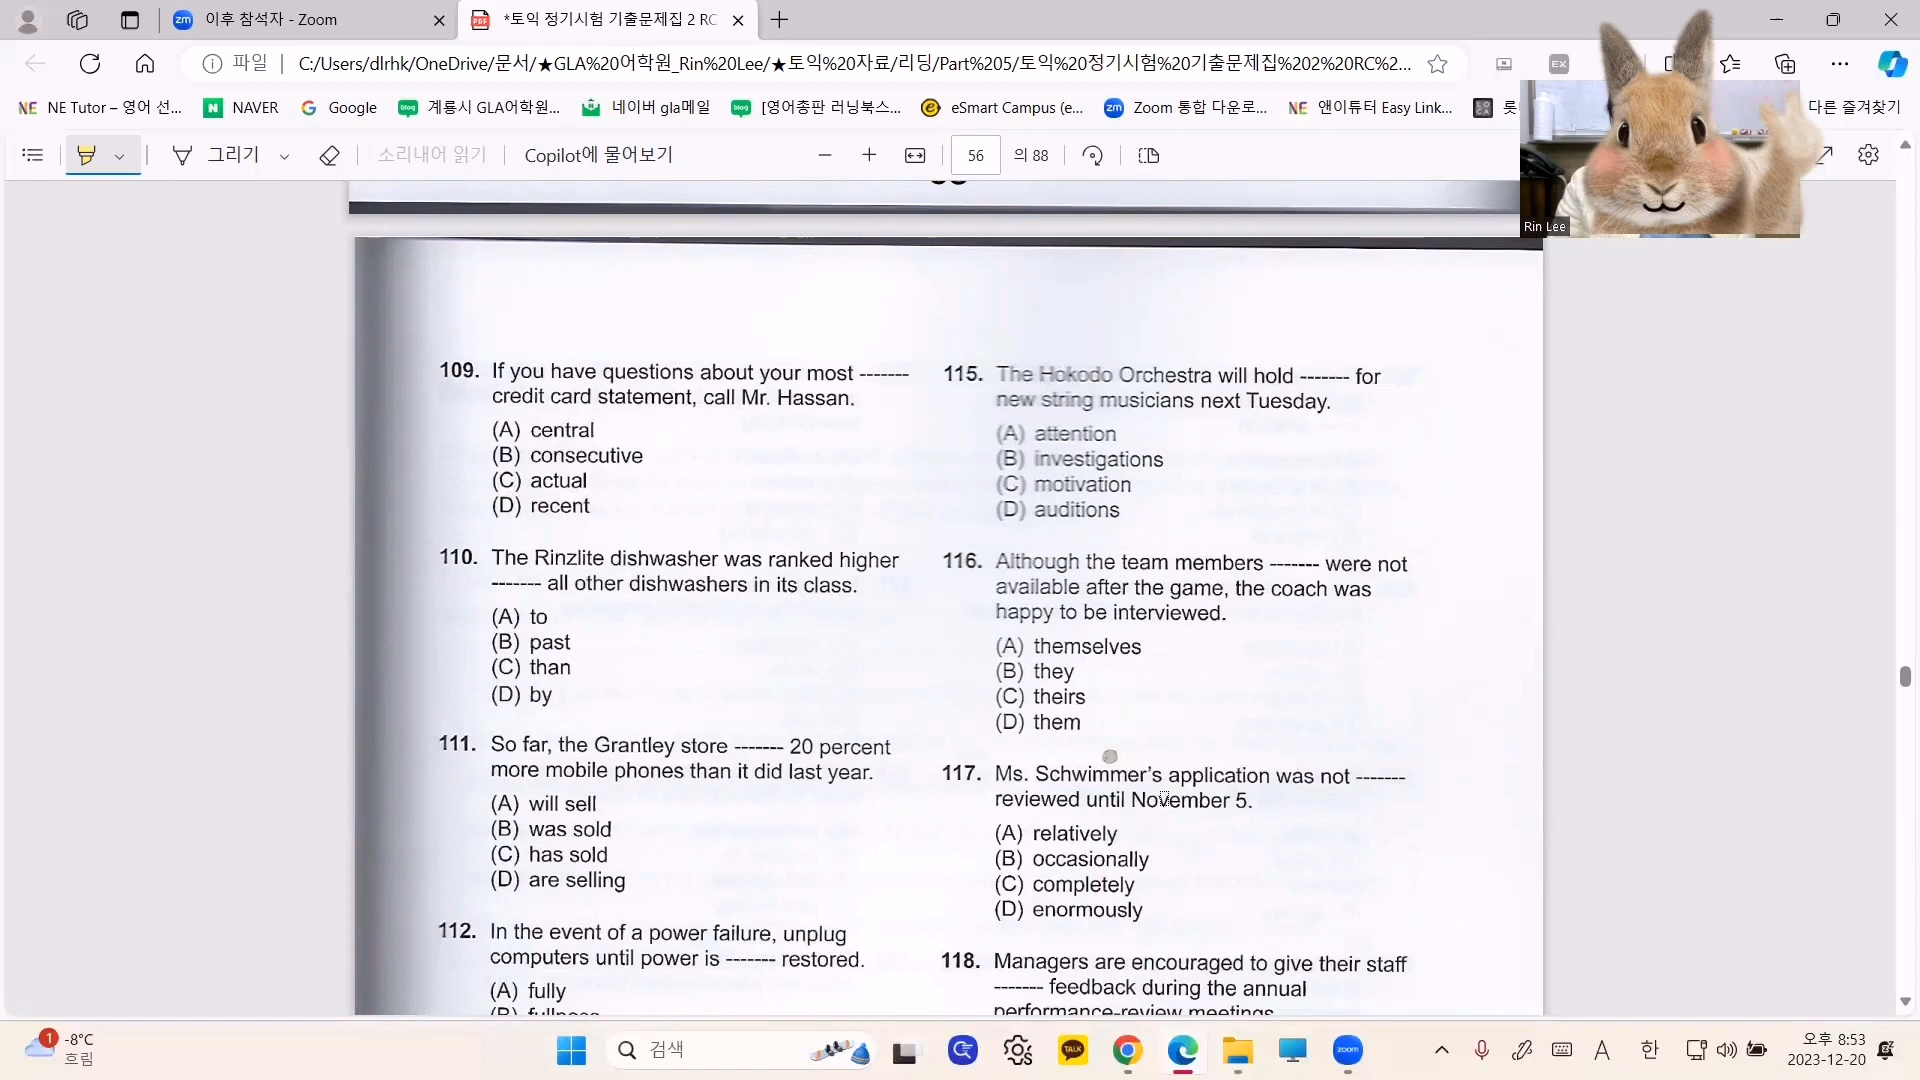 이후 참석자 - Zoom
*토익 정기시험 기출문제집 2 RC
파일
C:/Users/dlrhk/OneDrive/문서/★GLA%20어학원_Rin%20Lee/★토익%20자료/리딩/Part%205/토익%20정기시험%20기출문제집%202%20RC%2...
NE Tutor – 영어 선...
NAVER
Google
계룡시 GLA어학원...
네이버 gla메일
[영어총판 러닝북스...
eSmart Campus (e...
Zoom 통합 다운로...
앤이튜터 Easy Link...
다른 즐겨찾기
그리기
소리내어 읽기
Copilot에 물어보기
56
의 88
Rin Lee
109. If you have questions about your most -------
credit card statement, call Mr. Hassan.
(A) central
(B) consecutive
(C) actual
(D) recent
110. The Rinzlite dishwasher was ranked higher
------- all other dishwashers in its class.
(A) to
(B) past
(C) than
(D) by
111. So far, the Grantley store ------- 20 percent
more mobile phones than it did last year.
(A) will sell
(B) was sold
(C) has sold
(D) are selling
112. In the event of a power failure, unplug
computers until power is ------- restored.
(A) fully
(B) fullness
115. The Hokodo Orchestra will hold ------- for
new string musicians next Tuesday.
(A) attention
(B) investigations
(C) motivation
(D) auditions
116. Although the team members ------- were not
available after the game, the coach was
happy to be interviewed.
(A) themselves
(B) they
(C) theirs
(D) them
117. Ms. Schwimmer's application was not -------
reviewed until November 5.
(A) relatively
(B) occasionally
(C) completely
(D) enormously
118. Managers are encouraged to give their staff
------- feedback during the annual
performance-review meetings.
1
-8°C
흐림
검색
TALK
zoom
A
한
오후 8:53
2023-12-20